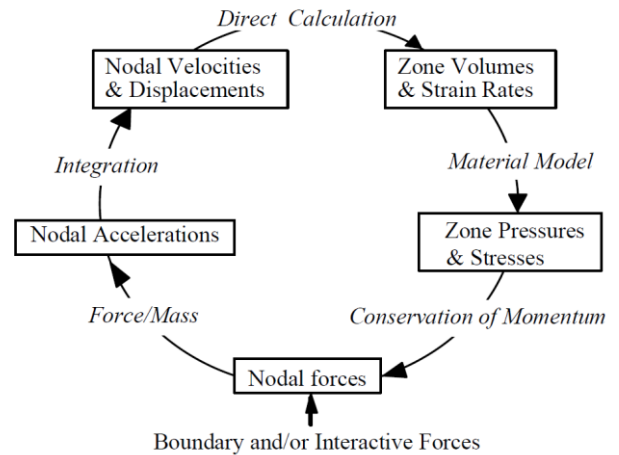 Direct Calculation
Nodal Velocities
& Displacements
Zone Volumes
& Strain Rates
Integration
Material Model
Nodal Accelerations
Zone Pressures
& Stresses
Force/Mass
Conservation of Momentum
Nodal forces
Boundary and/or Interactive Forces